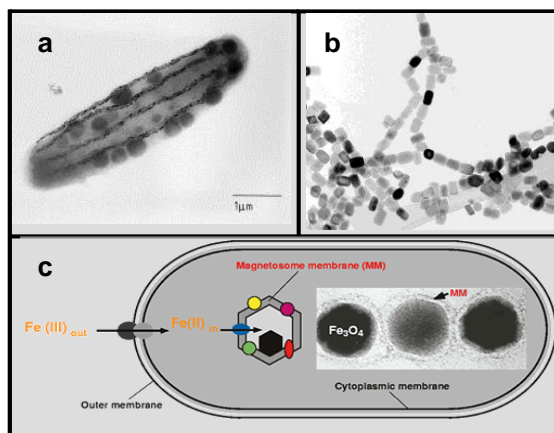 a
b
1µm
c
Magnetosome membrane (MM)
MM
Fe (III) out
Fe(II) in
Fe3O4
Cytoplasmic membrane
Outer membrane